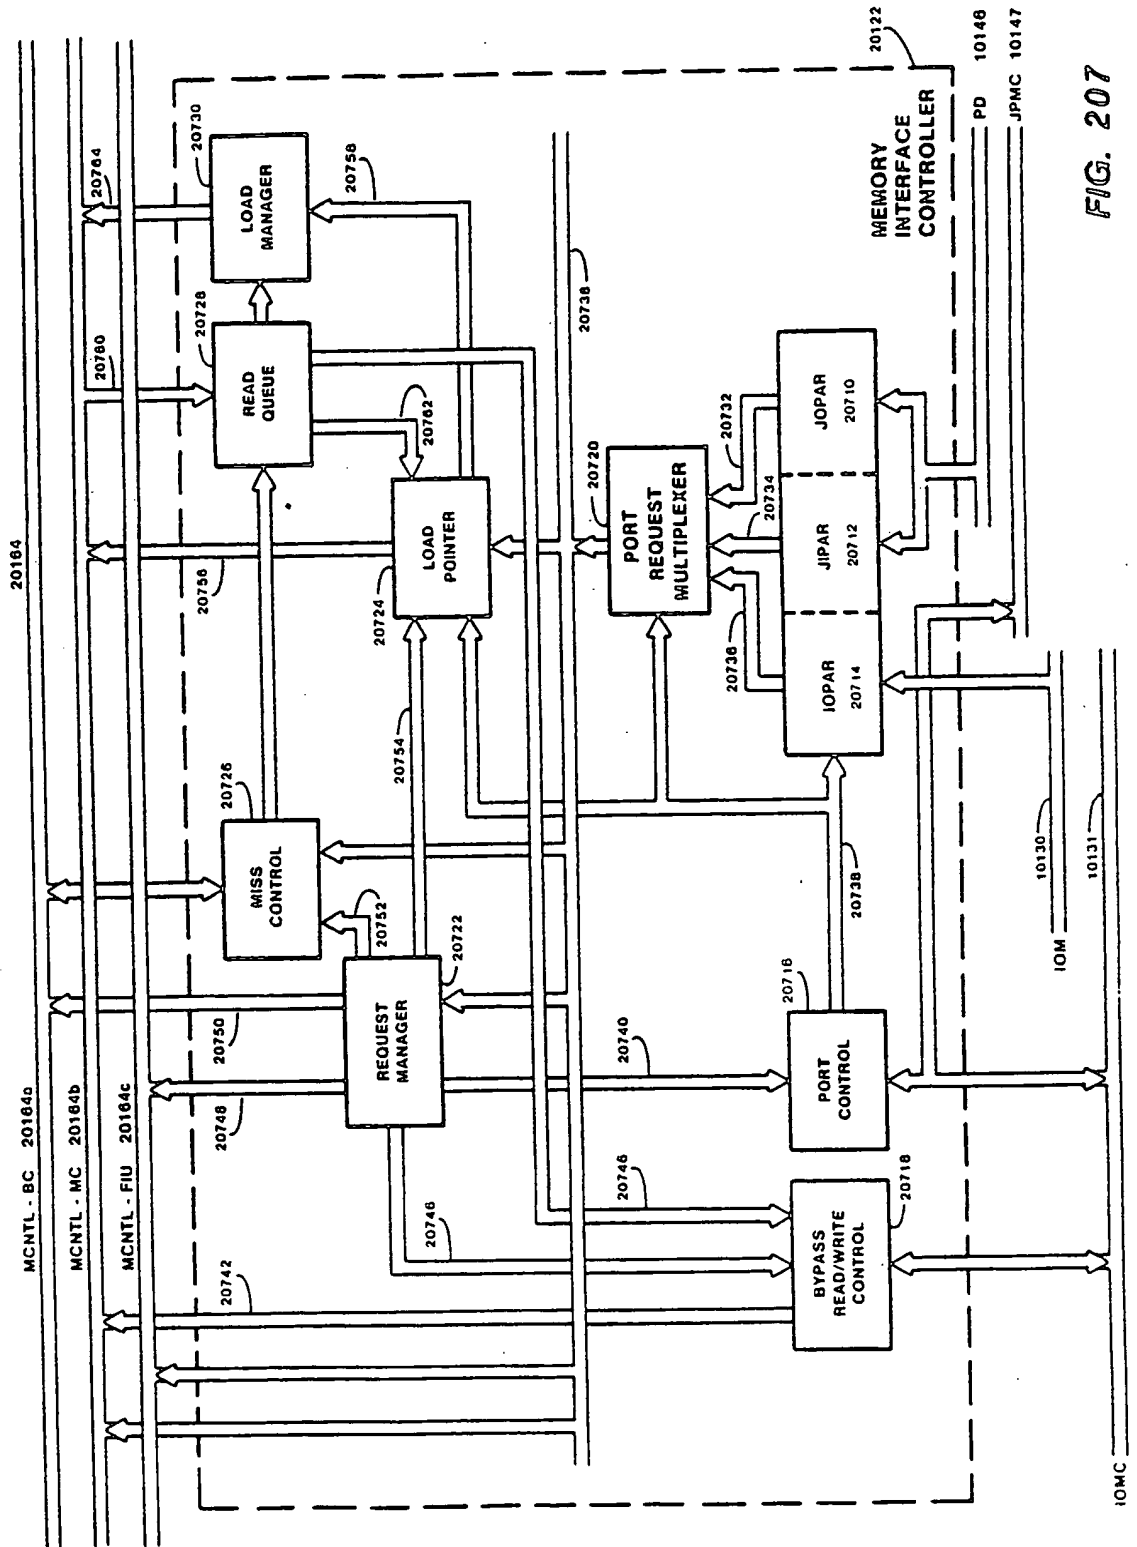 20164
MCNTL - BC 20164a
MCNTL - MC 20164b
MCNTL - FIU 20164c
20742
20748
20750
20756
20760
20764
REQUEST
MANAGER
20722
20752
MISS
CONTROL
20726
20754
READ
QUEUE
20728
LOAD
MANAGER
20730
20762
20758
LOAD
POINTER
20724
20746
20740
20746
20738
PORT
REQUEST
MULTIPLEXER
20720
20736
20734
20732
IOPAR
20714
JIPAR
20712
JOPAR
20710
BYPASS
READ/WRITE
CONTROL
20718
PORT
CONTROL
20716
20738
MEMORY
INTERFACE
CONTROLLER
20122
PD 10146
JPMC 10147
IOM
10130
10131
IOMC
FIG. 207